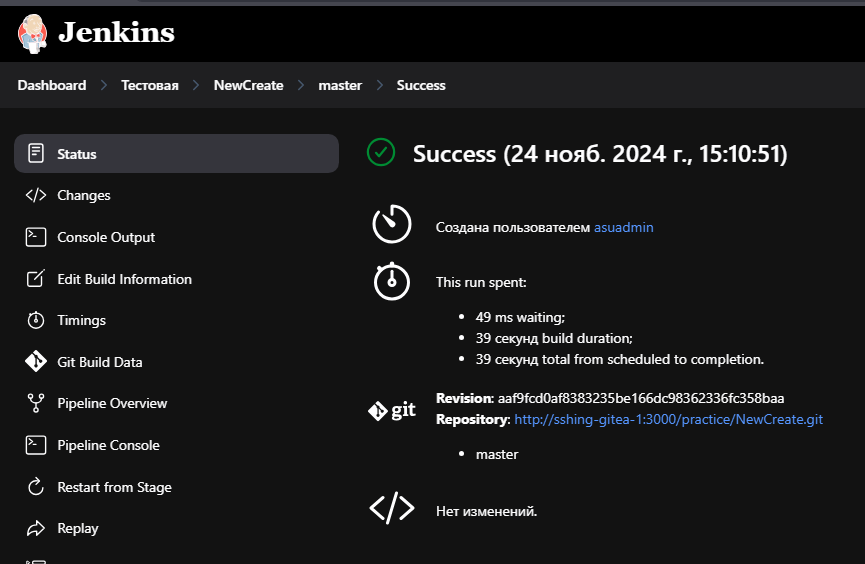 Jenkins
Dashboard > Тестовая > NewCreate > master > Success
Status
Changes
Console Output
Edit Build Information
Timings
Git Build Data
Pipeline Overview
Pipeline Console
Restart from Stage
Replay
Success (24 нояб. 2024 г., 15:10:51)
Создана пользователем asuadmin
This run spent:
49 ms waiting;
39 секунд build duration;
39 секунд total from scheduled to completion.
git
Revision: aaf9fcd0af8383235be166dc98362336fc358baa
Repository: http://sshing-gitea-1:3000/practice/NewCreate.git
master
Нет изменений.